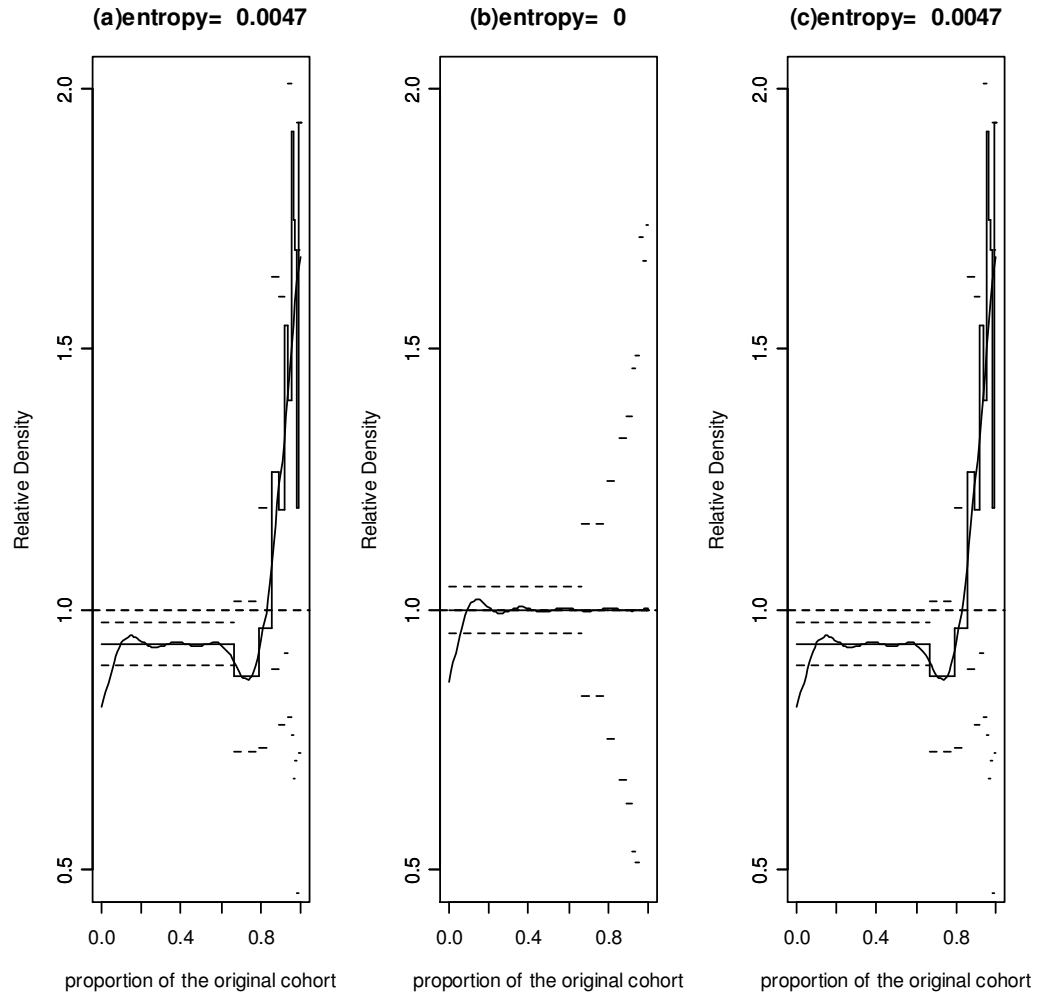 (a)entropy= 0.0047
(b)entropy= 0
(c)entropy= 0.0047
Relative Density
0.5
1.0
1.5
2.0
0.0
0.4
0.8
proportion of the original cohort
Relative Density
0.5
1.0
1.5
2.0
0.0
0.4
0.8
proportion of the original cohort
Relative Density
0.5
1.0
1.5
2.0
0.0
0.4
0.8
proportion of the original cohort